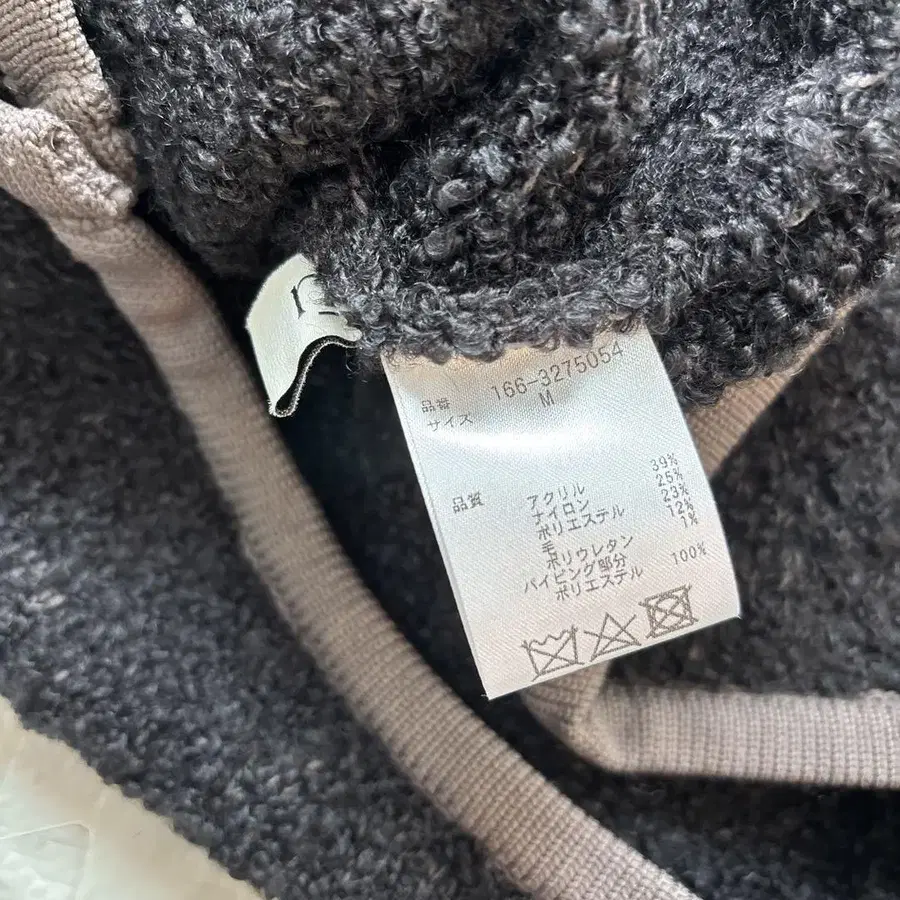 品番 166-3275054
サイズ M
品質 アクリル 39%
ナイロン 25%
ポリエステル 23%
毛 12%
ポリウレタン 1%
パイピング部分
ポリエステル 100%